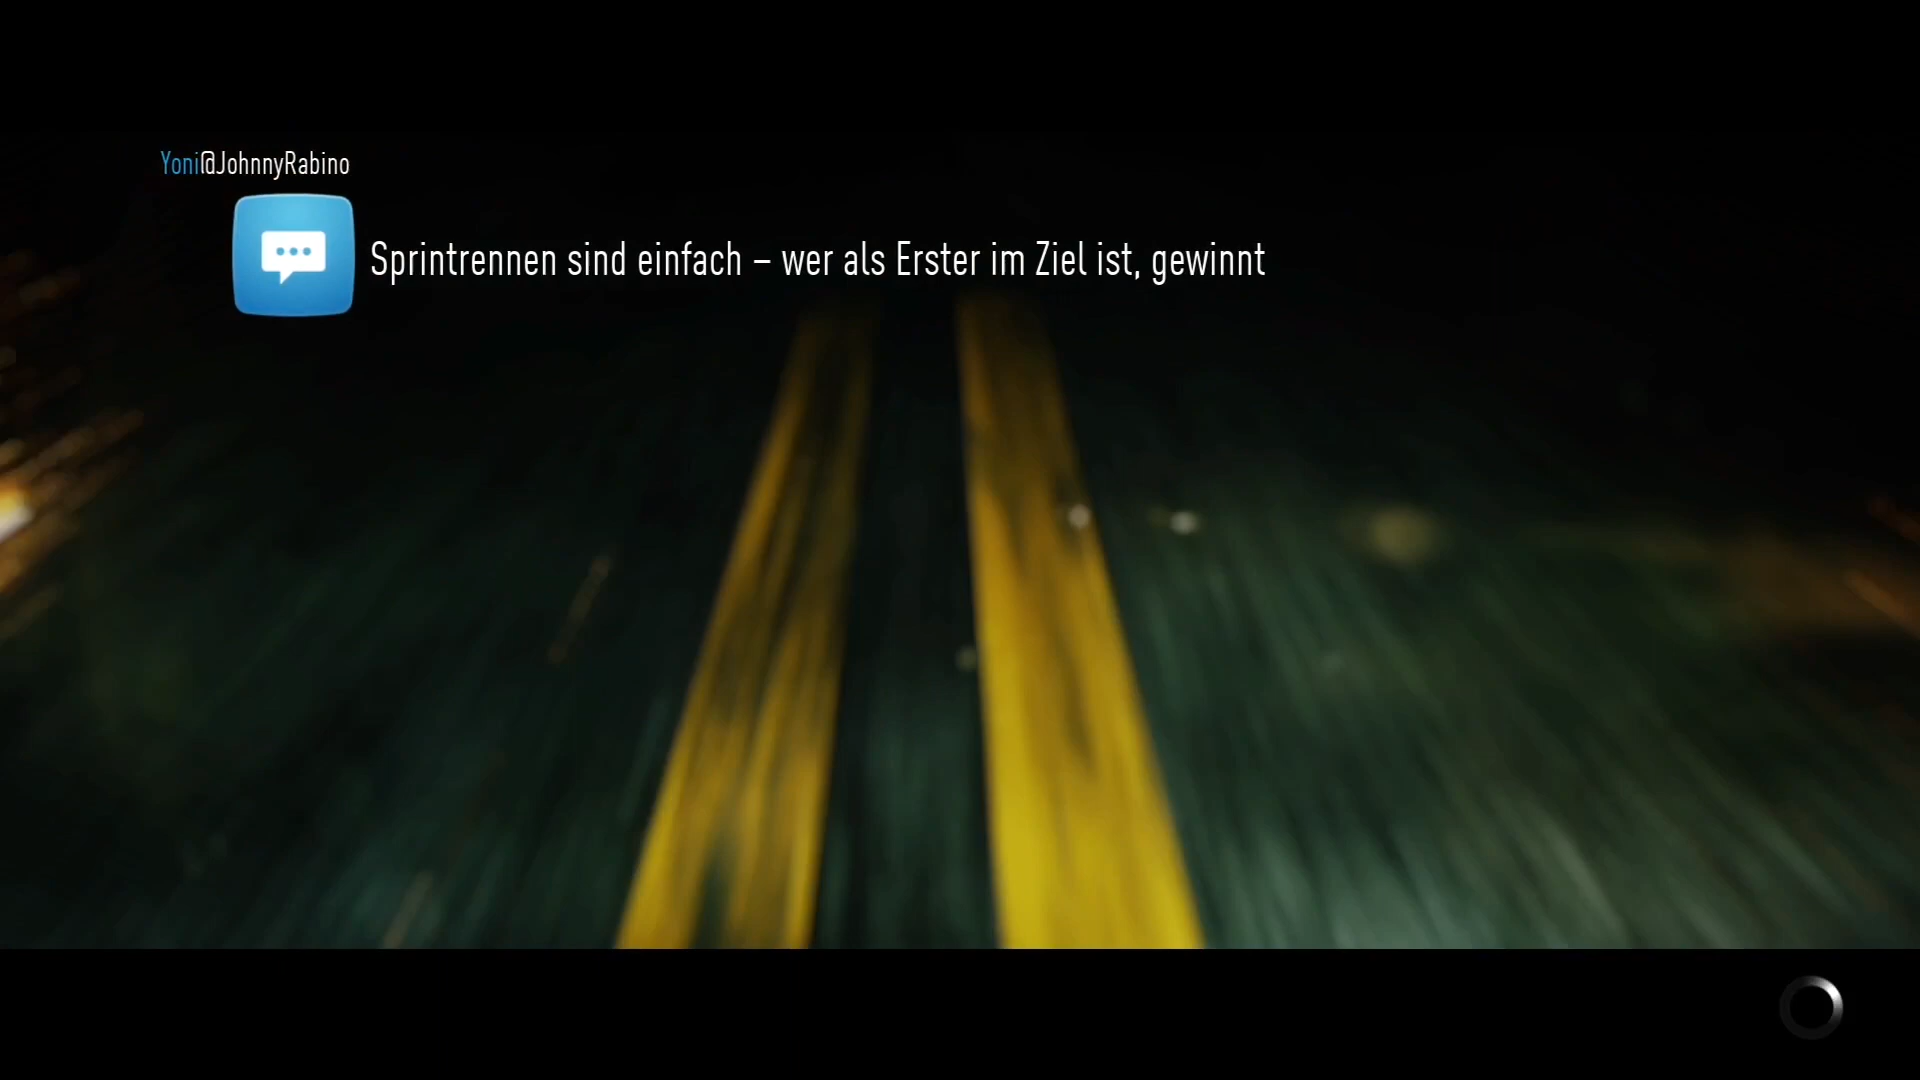 Yoni@JohnnyRabino
Sprintrennen sind einfach – wer als Erster im Ziel ist, gewinnt